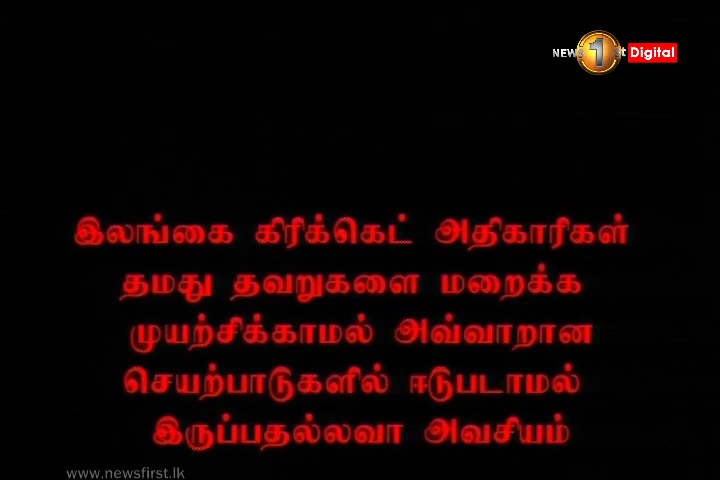 NEWS 1st Digital
இலங்கை கிரிக்கெட் அதிகாரிகள்
தமது தவறுகளை மறைக்க
முயற்சிக்காமல் அவ்வாறான
செயற்பாடுகளில் ஈடுபடாமல்
இருப்பதல்லவா அவசியம்
www.newsfirst.lk